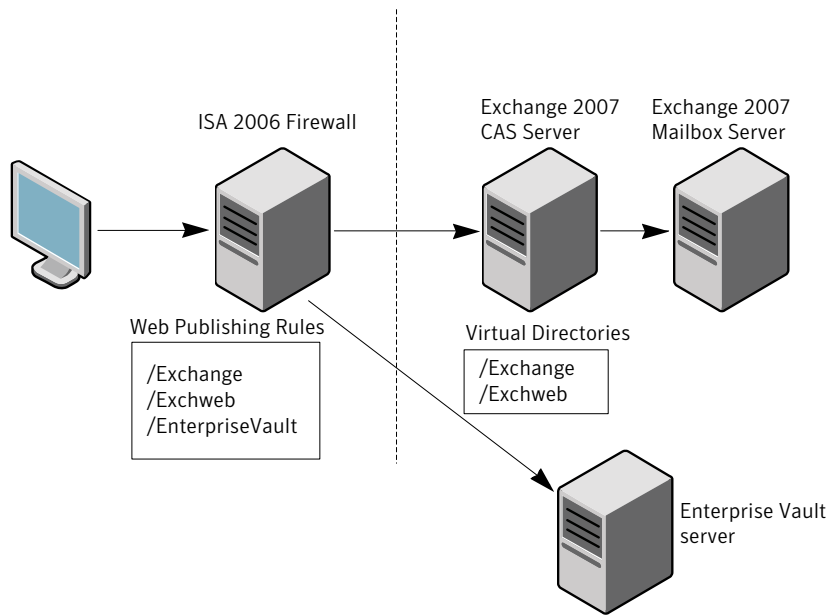 ISA 2006 Firewall
Exchange 2007
CAS Server
Exchange 2007
Mailbox Server
Web Publishing Rules
/Exchange
/Exchweb
/EnterpriseVault
Virtual Directories
/Exchange
/Exchweb
Enterprise Vault
server